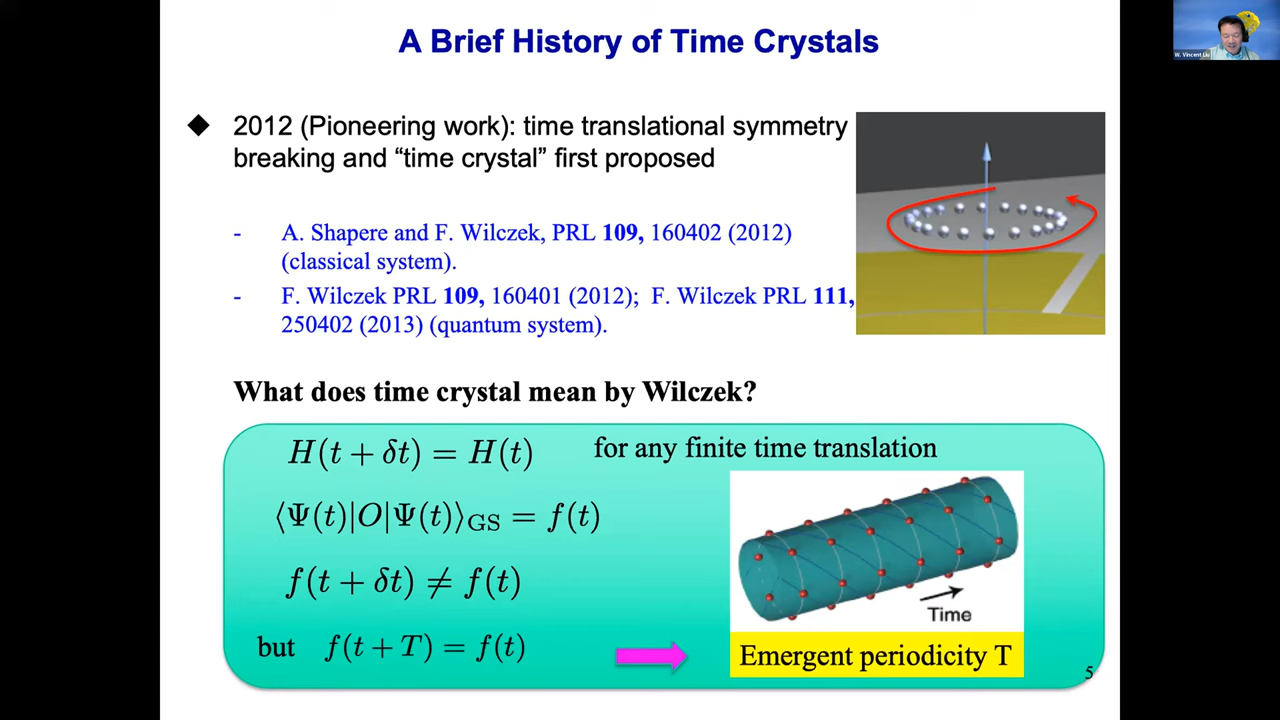 A Brief History of Time Crystals
W. Vincent Liu
◆ 2012 (Pioneering work): time translational symmetry
breaking and “time crystal” first proposed
- A. Shapere and F. Wilczek, PRL 109, 160402 (2012)
(classical system).
- F. Wilczek PRL 109, 160401 (2012); F. Wilczek PRL 111,
250402 (2013) (quantum system).
What does time crystal mean by Wilczek?
H(t + δt) = H(t) for any finite time translation
⟨Ψ(t)|O|Ψ(t)⟩GS = f(t)
f(t + δt) ≠ f(t)
Time
but f(t + T) = f(t)
Emergent periodicity T
5